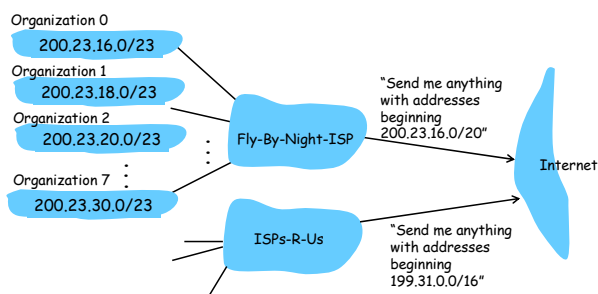 Organization 0
200.23.16.0/23
Organization 1
200.23.18.0/23
Organization 2
200.23.20.0/23
Organization 7
200.23.30.0/23
Fly-By-Night-ISP
“Send me anything
with addresses
beginning
200.23.16.0/20”
Internet
ISPs-R-Us
“Send me anything
with addresses
beginning
199.31.0.0/16”